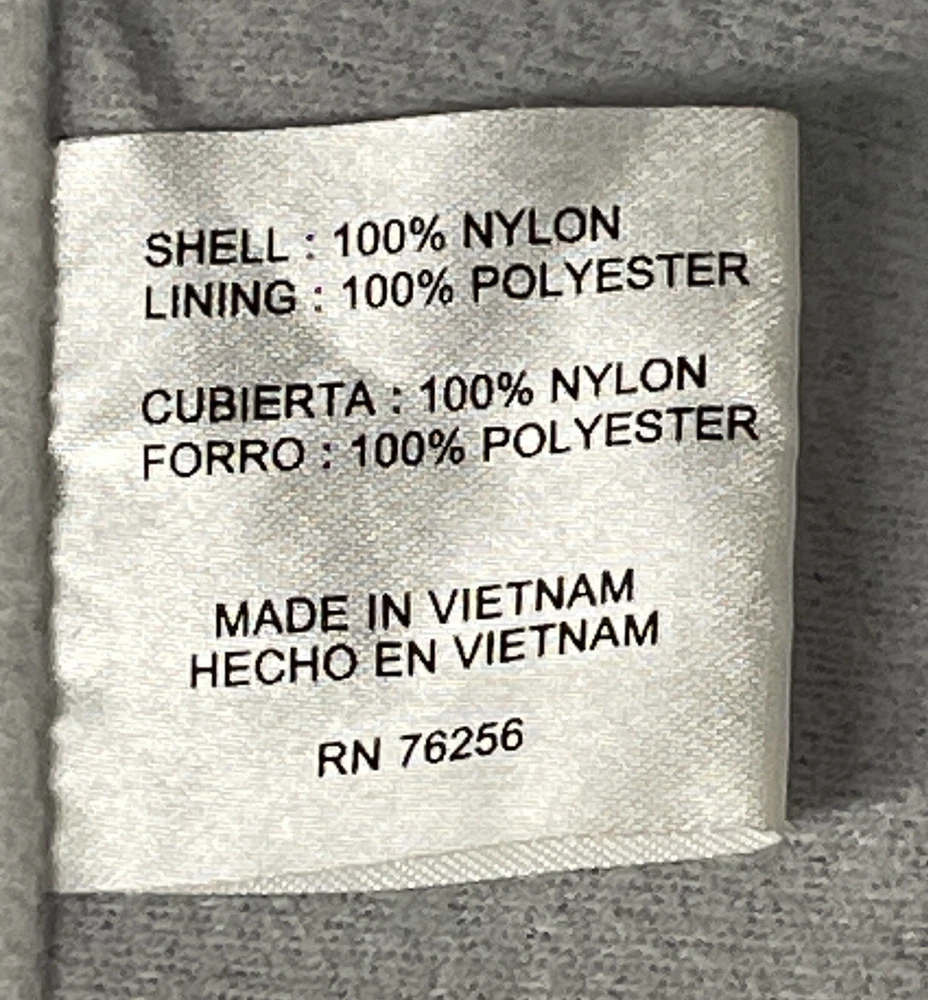 SHELL : 100% NYLON
LINING : 100% POLYESTER
CUBIERTA : 100% NYLON
FORRO : 100% POLYESTER
MADE IN VIETNAM
HECHO EN VIETNAM
RN 76256